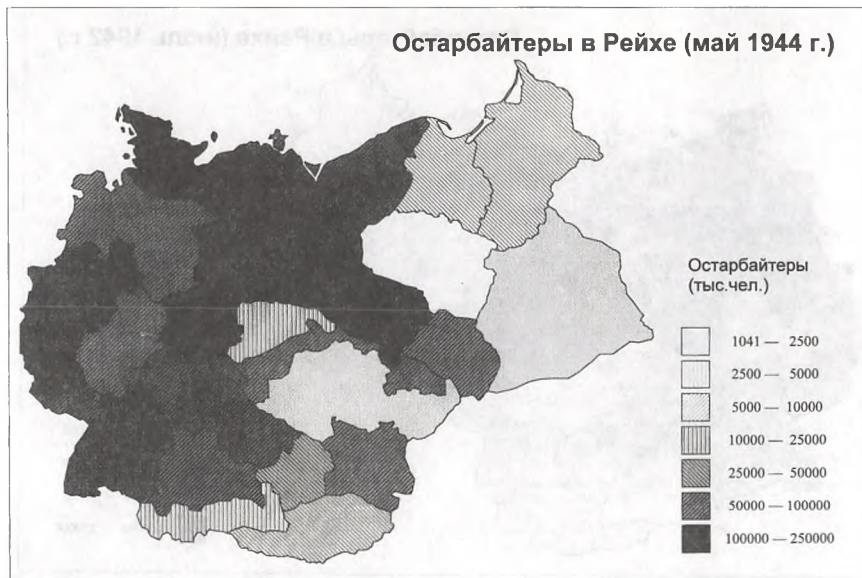 Остарбайтеры в Рейхе (май 1944 г.)
Остарбайтеры
(тыс.чел.)
1041 — 2500
2500 — 5000
5000 — 10000
10000 — 25000
25000 — 50000
50000 — 100000
100000 — 250000